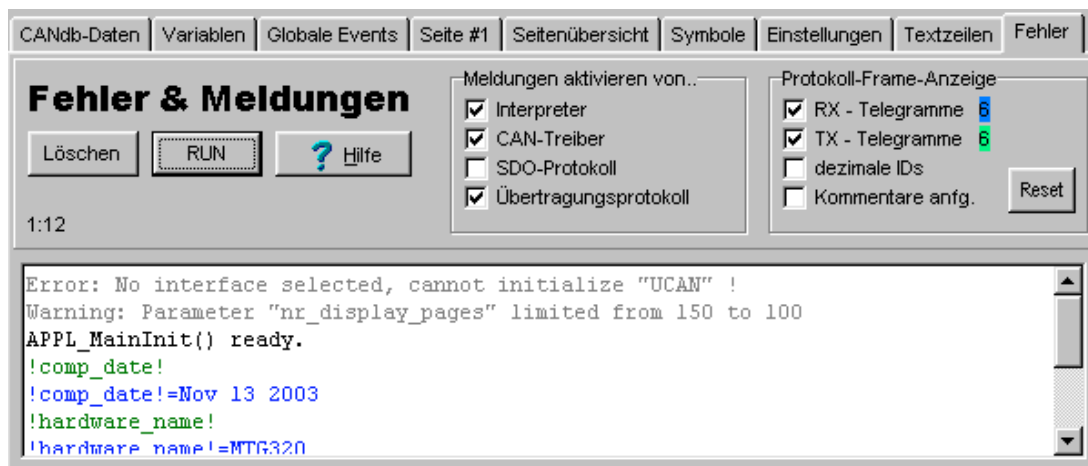 CANdb-Daten Variablen Globale Events Seite #1 Seitenübersicht Symbole Einstellungen Textzeilen Fehler
Fehler & Meldungen
Löschen RUN ? Hilfe
1:12
Meldungen aktivieren von..
Interpreter
CAN-Treiber
SDO-Protokoll
Übertragungsprotokoll
Protokoll-Frame-Anzeige
RX - Telegramme 6
TX - Telegramme 6
dezimale IDs
Kommentare anfg.
Reset
Error: No interface selected, cannot initialize "UCAN" !
Warning: Parameter "nr_display_pages" limited from 150 to 100
APPL_MainInit() ready.
!comp_date!
!comp_date!=Nov 13 2003
!hardware_name!
!hardware_name!=MTG320